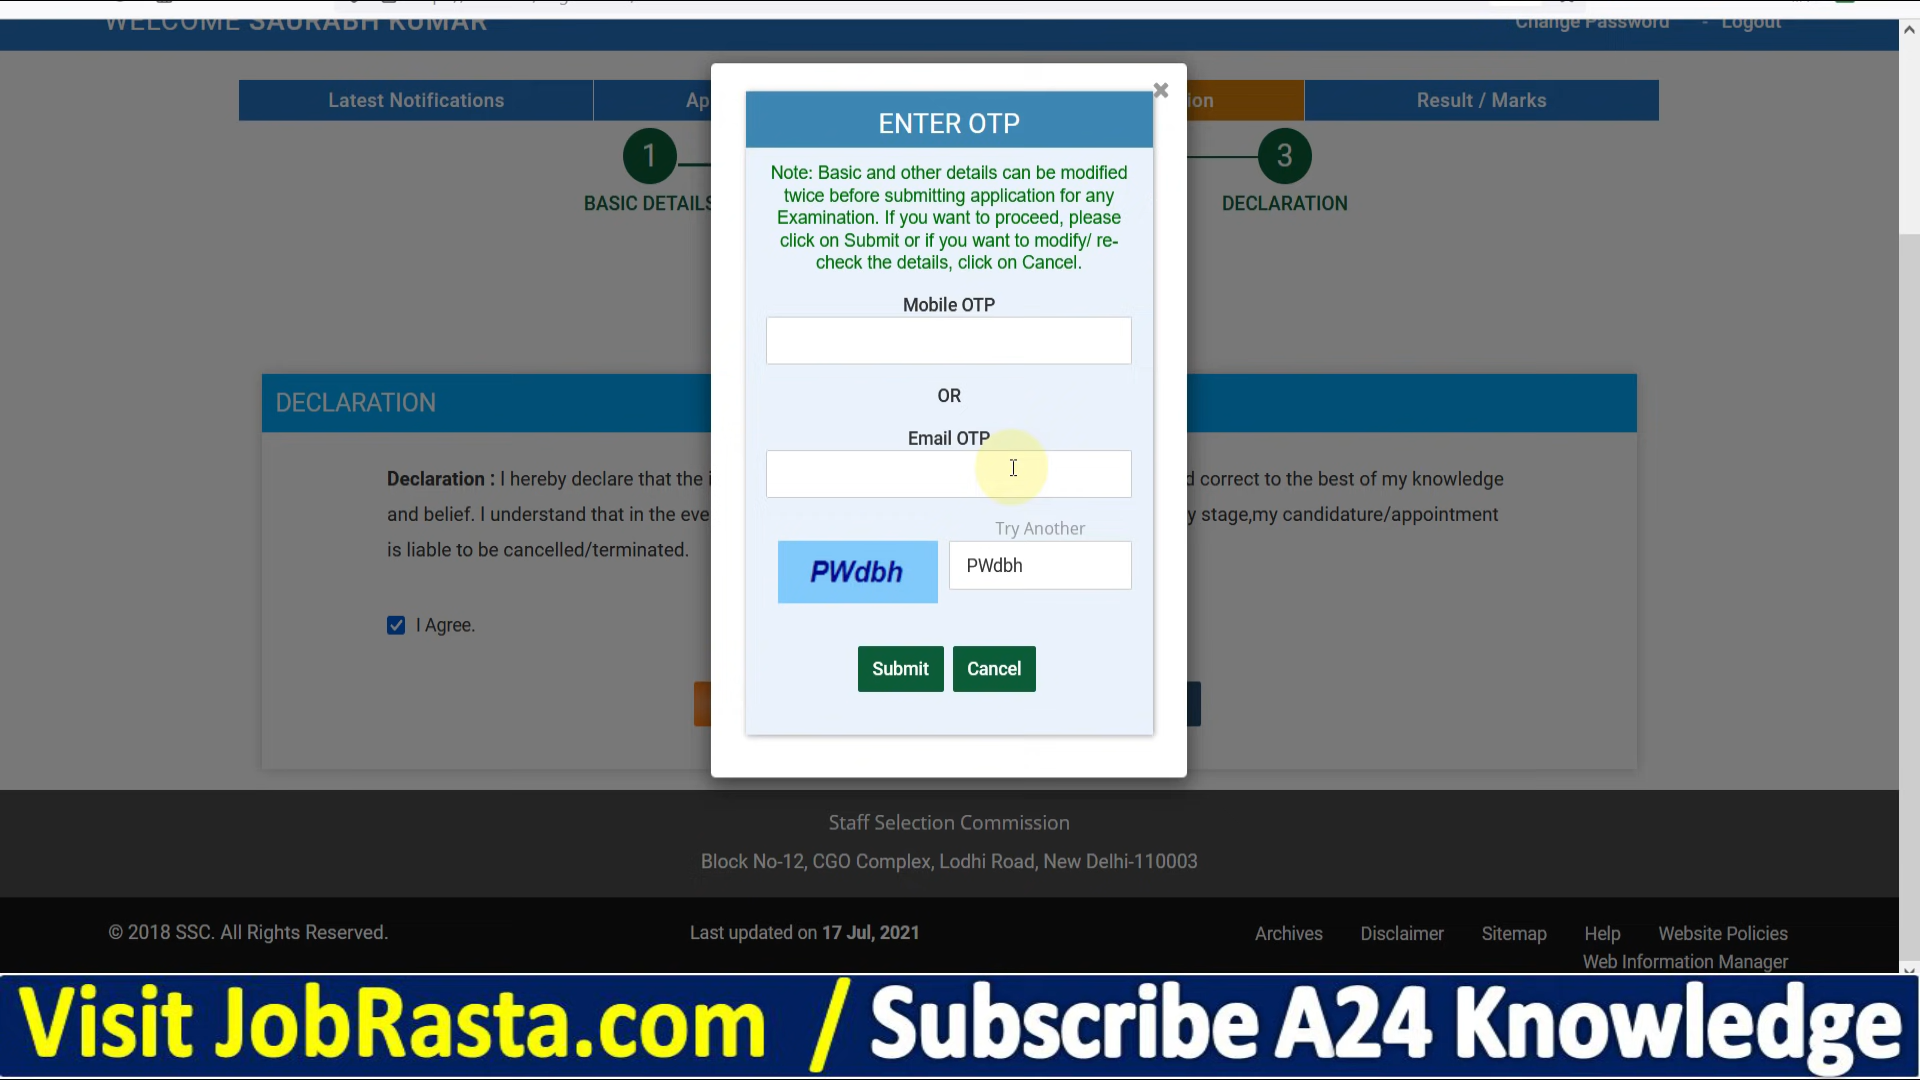 WELCOME SAURABH KUMAR
Change Password - Logout
Latest Notifications
Ap
ion
Result / Marks
1
3
BASIC DETAILS
DECLARATION
ENTER OTP
Note: Basic and other details can be modified
twice before submitting application for any
Examination. If you want to proceed, please
click on Submit or if you want to modify/ re-
check the details, click on Cancel.
Mobile OTP
OR
Email OTP
Try Another
PWdbh
PWdbh
Submit
Cancel
DECLARATION
Declaration : I hereby declare that the i
d correct to the best of my knowledge
and belief. I understand that in the eve
y stage,my candidature/appointment
is liable to be cancelled/terminated.
I Agree.
Staff Selection Commission
Block No-12, CGO Complex, Lodhi Road, New Delhi-110003
© 2018 SSC. All Rights Reserved.
Last updated on 17 Jul, 2021
Archives Disclaimer Sitemap Help Website Policies
Web Information Manager
Visit JobRasta.com / Subscribe A24 Knowledge